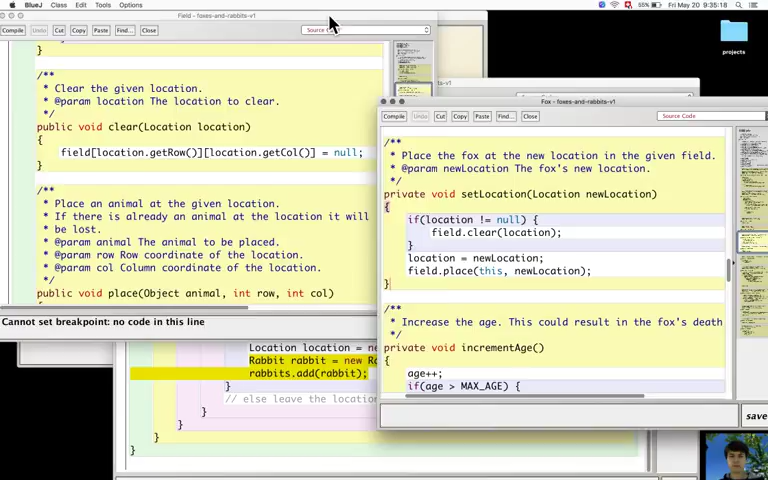 BlueJ Class Edit Tools Options
55% Fri May 20 9:35:18
Field - foxes-and-rabbits-v1
Compile Undo Cut Copy Paste Find... Close
Source Code
}
/**
* Clear the given location.
* @param location The location to clear.
*/
public void clear(Location location)
{
field[location.getRow()][location.getCol()] = null;
}
/**
* Place an animal at the given location.
* If there is already an animal at the location it will
* be lost.
* @param animal The animal to be placed.
* @param row Row coordinate of the location.
* @param col Column coordinate of the location.
*/
public void place(Object animal, int row, int col)
Cannot set breakpoint: no code in this line
Location location = ne
Rabbit rabbit = new Ra
rabbits.add(rabbit);
}
// else leave the location
}
}
}
}
s-v1
Fox - foxes-and-rabbits-v1
Compile Undo Cut Copy Paste Find... Close
Source Code
/**
* Place the fox at the new location in the given field.
* @param newLocation The fox's new location.
*/
private void setLocation(Location newLocation)
{
if(location != null) {
field.clear(location);
}
location = newLocation;
field.place(this, newLocation);
}
/**
* Increase the age. This could result in the fox's death
*/
private void incrementAge()
{
age++;
if(age > MAX_AGE) {
save
projects